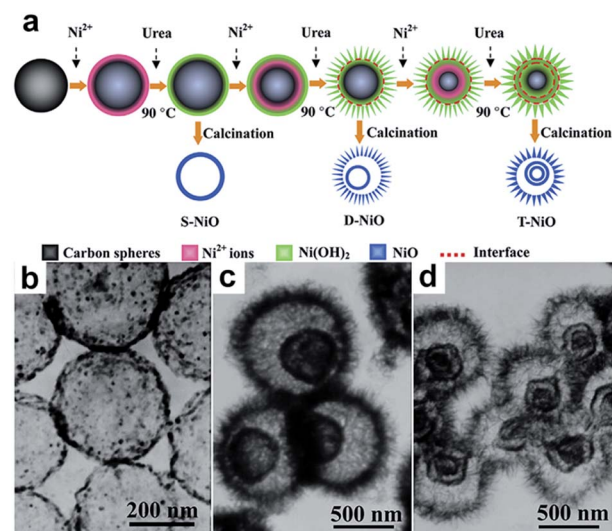 a
Ni²⁺ Urea Ni²⁺ Urea Ni²⁺ Urea
90 °C 90 °C 90 °C
Calcination Calcination Calcination
S-NiO D-NiO T-NiO
Carbon spheres Ni²⁺ ions Ni(OH)₂ NiO Interface
b c d
200 nm 500 nm 500 nm